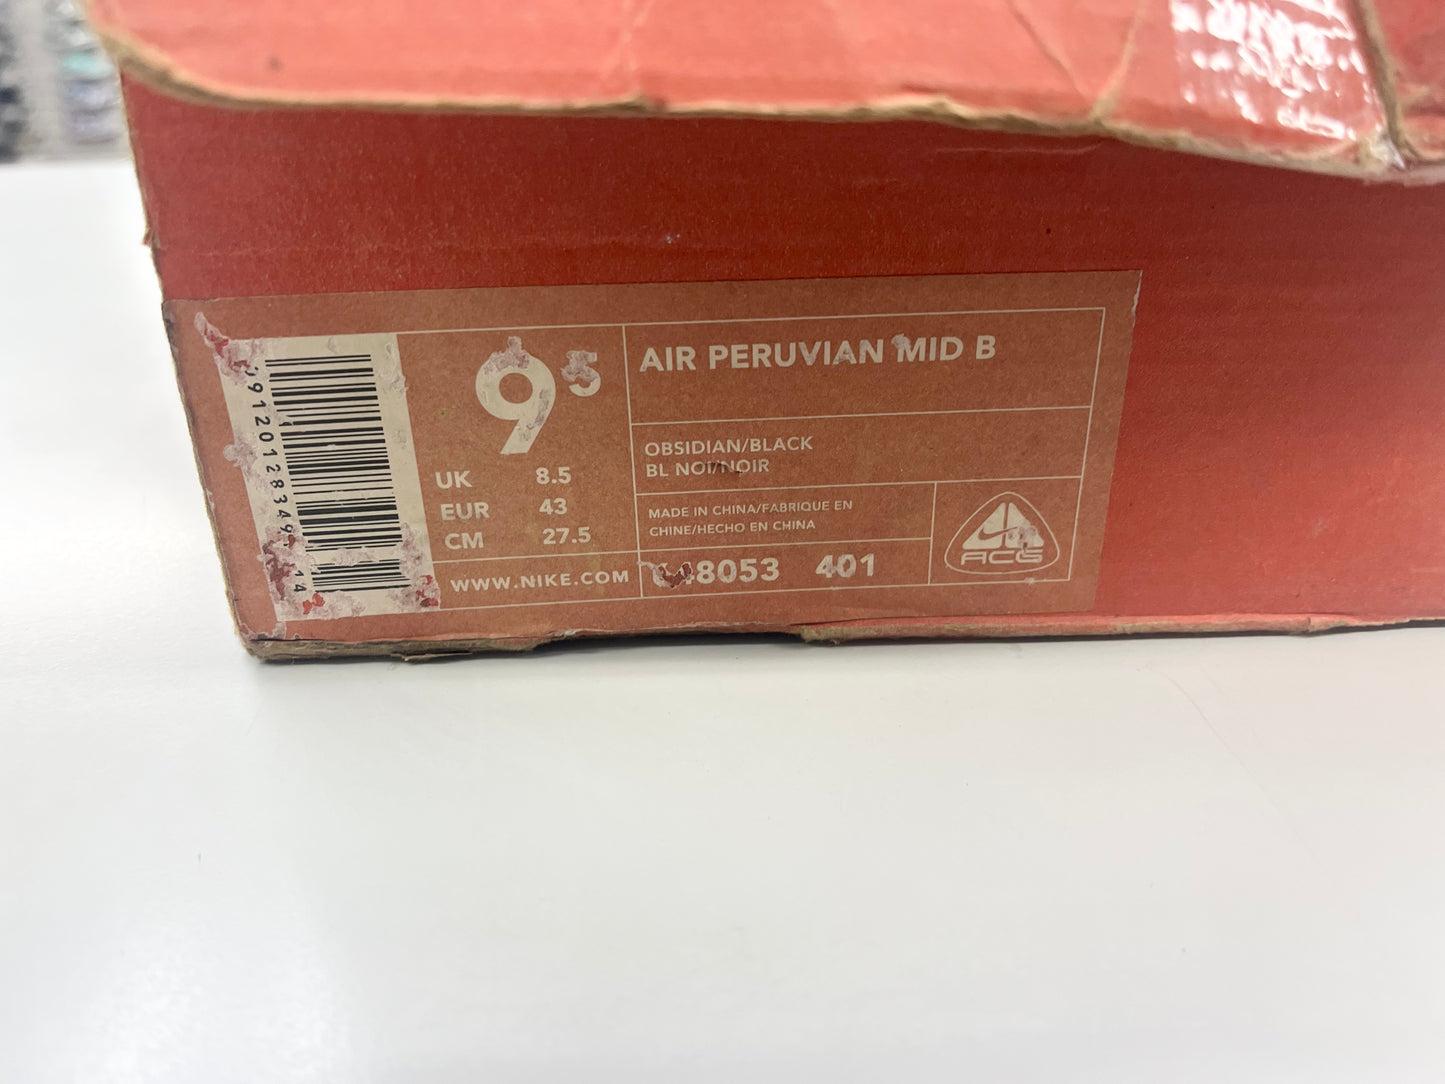 9 5
UK 8.5
EUR 43
CM 27.5
WWW.NIKE.COM
AIR PERUVIAN MID B
OBSIDIAN/BLACK
BL NOI/NOIR
MADE IN CHINA/FABRIQUE EN
CHINE/HECHO EN CHINA
648053 401
ACG